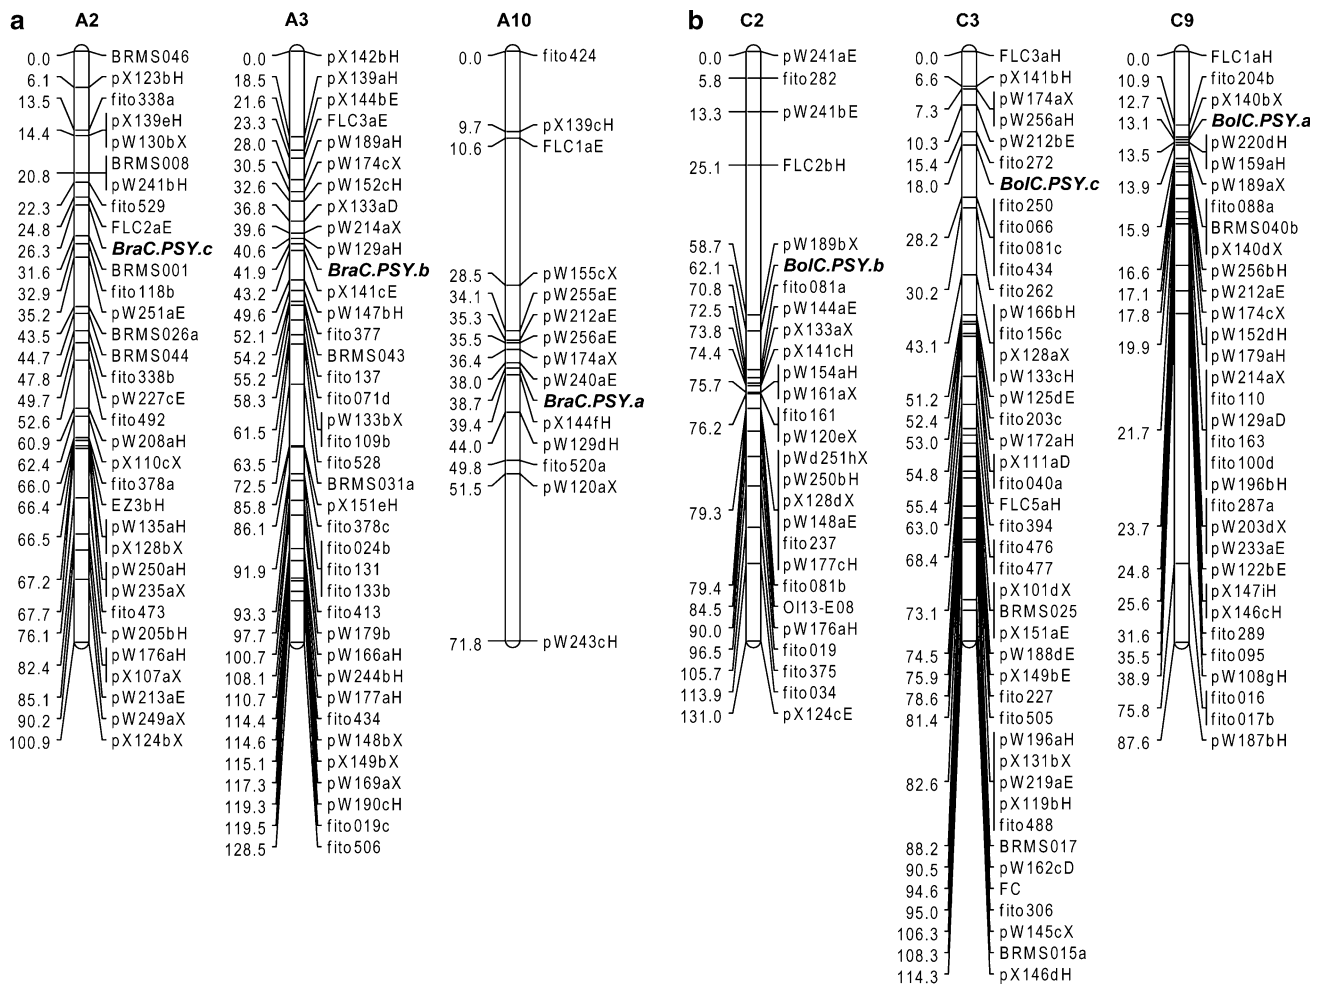 a
A2
0.0 BRMS046
6.1 pX123bH
13.5 fito338a
14.4 pX139eH
pW130bX
20.8 BRMS008
pW241bH
22.3 fito529
24.8 FLC2aE
26.3 BraC.PSY.c
31.6 BRMS001
32.9 fito118b
35.2 pW251aE
43.5 BRMS026a
44.7 BRMS044
47.8 fito338b
49.7 pW227cE
52.6 fito492
60.9 pW208aH
62.4 pX110cX
66.0 fito378a
66.4 EZ3bH
66.5 pW135aH
pX128bX
67.2 pW250aH
pW235aX
67.7 fito473
76.1 pW205bH
82.4 pW176aH
pX107aX
85.1 pW213aE
90.2 pW249aX
100.9 pX124bX
A3
0.0 pX142bH
18.5 pX139aH
21.6 pX144bE
23.3 FLC3aE
28.0 pW189aH
30.5 pW174cX
32.6 pW152cH
36.8 pX133aD
39.6 pW214aX
40.6 pW129aH
41.9 BraC.PSY.b
43.2 pX141cE
49.6 pW147bH
52.1 fito377
54.2 BRMS043
55.2 fito137
58.3 fito071d
61.5 pW133bX
fito109b
63.5 fito528
72.5 BRMS031a
85.8 pX151eH
86.1 fito378c
91.9 fito024b
fito131
fito133b
93.3 fito413
97.7 pW179b
100.7 pW166aH
108.1 pW244bH
110.7 pW177aH
114.4 fito434
114.6 pW148bX
115.1 pX149bX
117.3 pW169aX
119.3 pW190cH
119.5 fito019c
128.5 fito506
A10
0.0 fito424
9.7 pX139cH
10.6 FLC1aE
28.5 pW155cX
34.1 pW255aE
35.3 pW212aE
35.5 pW256aE
36.4 pW174aX
38.0 pW240aE
38.7 BraC.PSY.a
39.4 pX144fH
44.0 pW129dH
49.8 fito520a
51.5 pW120aX
71.8 pW243cH
b
C2
0.0 pW241aE
5.8 fito282
13.3 pW241bE
25.1 FLC2bH
58.7 pW189bX
62.1 BolC.PSY.b
70.8 fito081a
72.5 pW144aE
73.8 pX133aX
74.4 pX141cH
75.7 pW154aH
pW161aX
76.2 fito161
pW120eX
79.3 pWd251hX
pW250bH
pX128dX
pW148aE
fito237
pW177cH
79.4 fito081b
84.5 Ol13-E08
90.0 pW176aH
96.5 fito019
105.7 fito375
113.9 fito034
131.0 pX124cE
C3
0.0 FLC3aH
6.6 pX141bH
7.3 pW174aX
pW256aH
10.3 pW212bE
15.4 fito272
18.0 BolC.PSY.c
28.2 fito250
fito066
fito081c
fito434
30.2 fito262
43.1 pW166bH
fito156c
pX128aX
pW133cH
51.2 pW125dE
52.4 fito203c
53.0 pW172aH
54.8 pX111aD
fito040a
55.4 FLC5aH
63.0 fito394
68.4 fito476
fito477
73.1 pX101dX
BRMS025
pX151aE
74.5 pW188dE
75.9 pX149bE
78.6 fito227
81.4 fito505
82.6 pW196aH
pX131bX
pW219aE
pX119bH
fito488
88.2 BRMS017
90.5 pW162cD
94.6 FC
95.0 fito306
106.3 pW145cX
108.3 BRMS015a
114.3 pX146dH
C9
0.0 FLC1aH
10.9 fito204b
12.7 pX140bX
13.1 BolC.PSY.a
13.5 pW220dH
pW159aH
13.9 pW189aX
15.9 fito088a
BRMS040b
pX140dX
16.6 pW256bH
17.1 pW212aE
17.8 pW174cX
19.9 pW152dH
pW179aH
21.7 pW214aX
fito110
pW129aD
fito163
fito100d
pW196bH
fito287a
23.7 pW203dX
pW233aE
24.8 pW122bE
25.6 pX147iH
pX146cH
31.6 fito289
35.5 fito095
38.9 pW108gH
75.8 fito016
fito017b
87.6 pW187bH